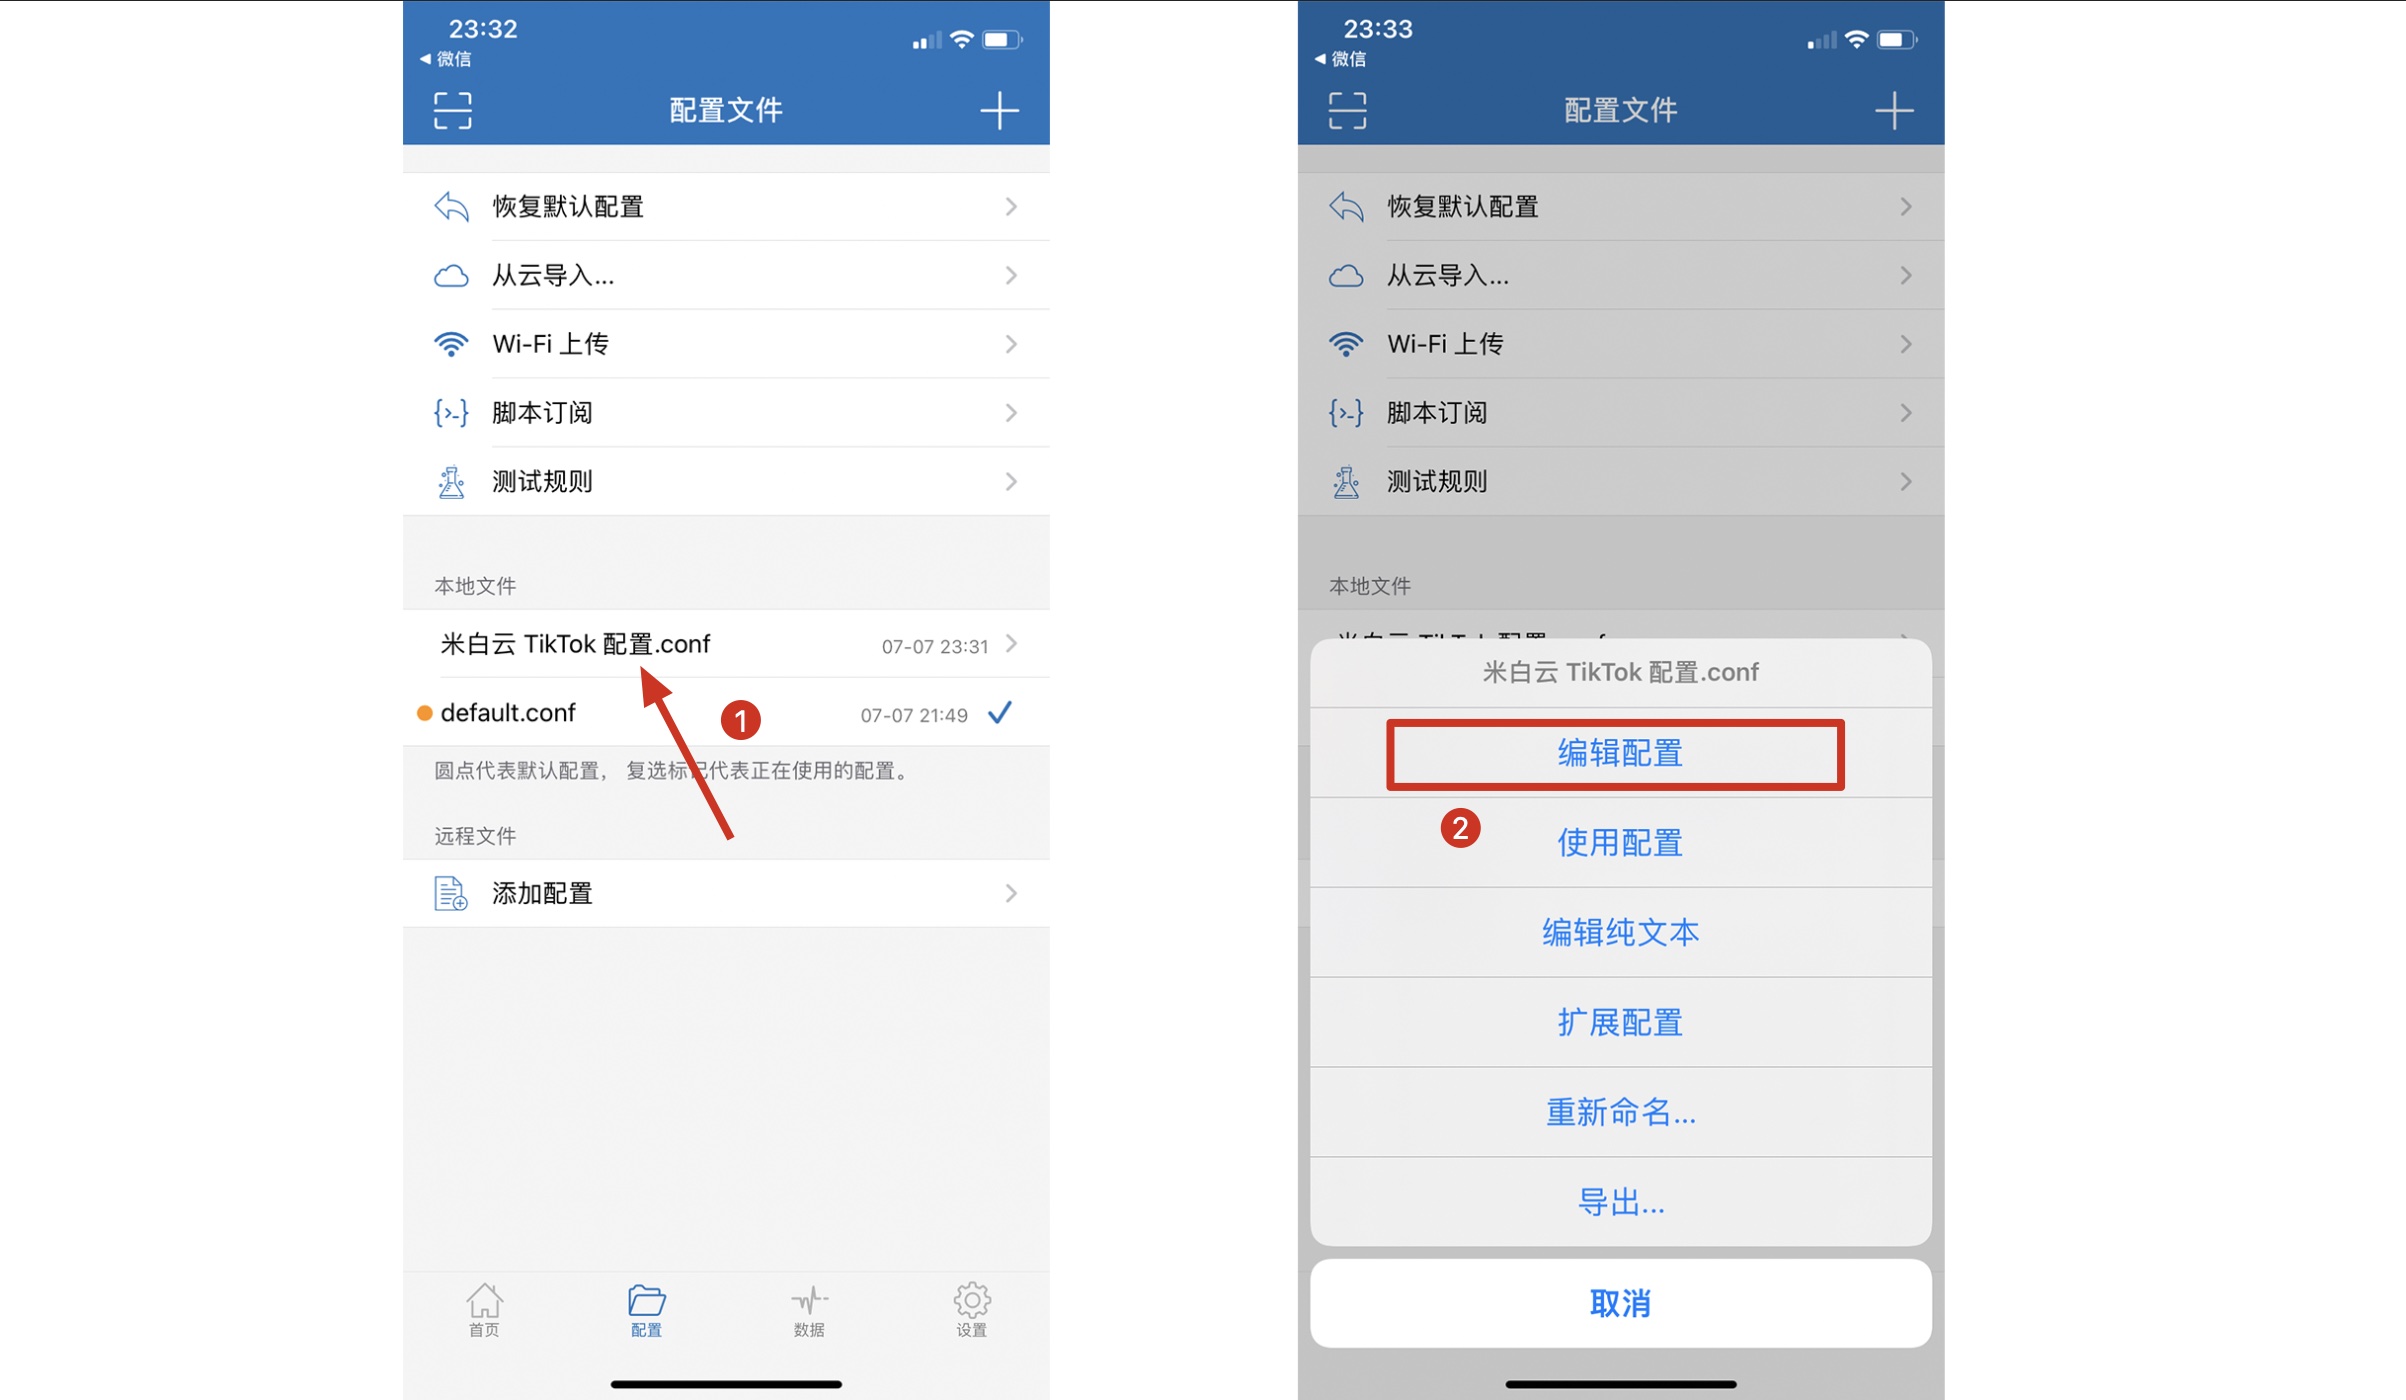 23:32
微信
配置文件
恢复默认配置
从云导入...
Wi-Fi 上传
脚本订阅
测试规则
本地文件
米白云 TikTok 配置.conf 07-07 23:31
1
default.conf 07-07 21:49
圆点代表默认配置， 复选标记代表正在使用的配置。
远程文件
添加配置
首页 配置 数据 设置
23:33
微信
配置文件
恢复默认配置
从云导入...
Wi-Fi 上传
脚本订阅
测试规则
本地文件
米白云 TikTok 配置.conf
米白云 TikTok 配置.conf
编辑配置
2
使用配置
编辑纯文本
扩展配置
重新命名...
导出...
取消